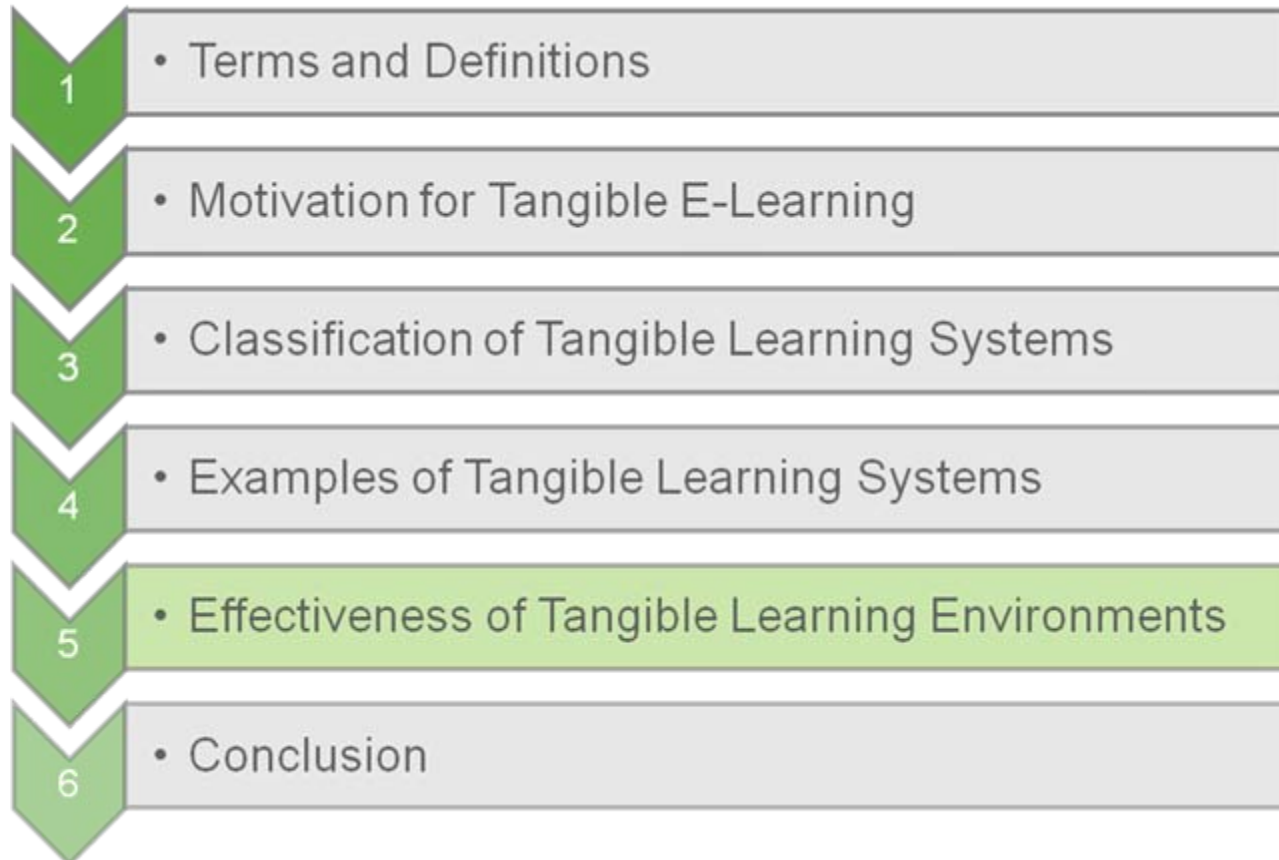 1 • Terms and Definitions
2 • Motivation for Tangible E-Learning
3 • Classification of Tangible Learning Systems
4 • Examples of Tangible Learning Systems
5 • Effectiveness of Tangible Learning Environments
6 • Conclusion